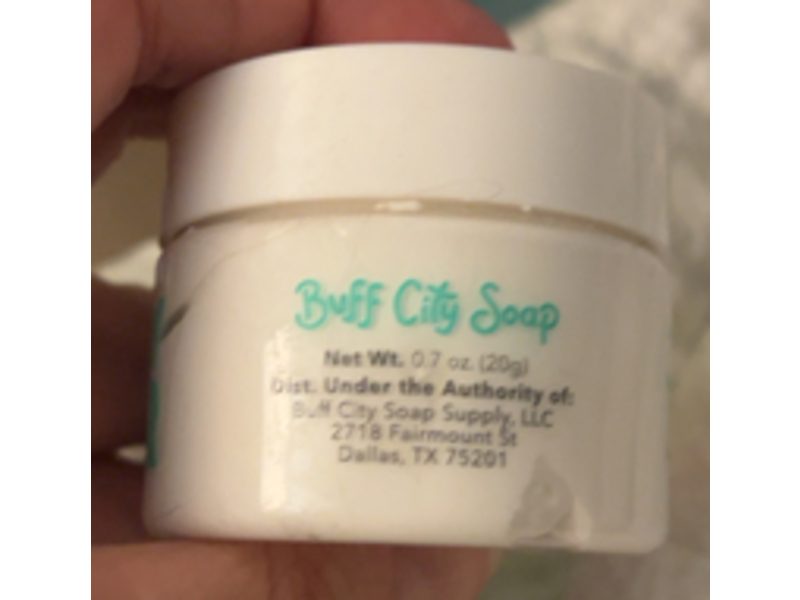 Buff City Soap
Net Wt. 0.7 oz. (20g)
Dist. Under the Authority of:
Buff City Soap Supply, LLC
2718 Fairmount St
Dallas, TX 75201